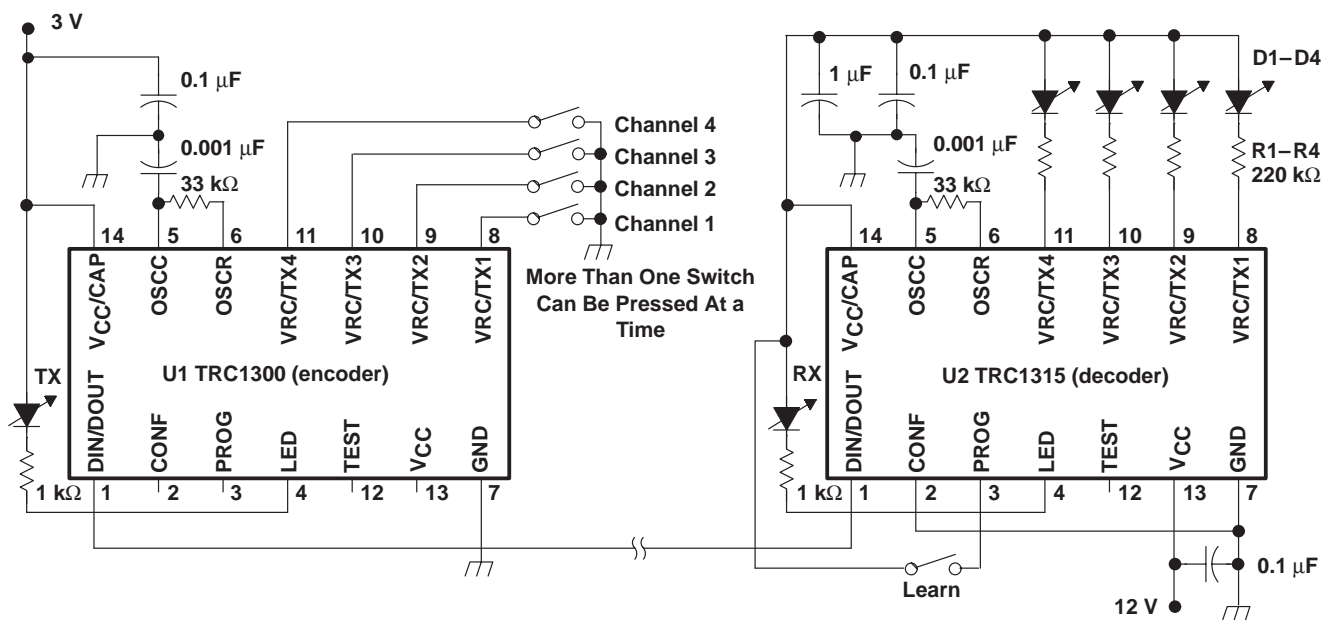 3 V
0.1 µF
0.001 µF
33 kΩ
Channel 4
Channel 3
Channel 2
Channel 1
14
5
6
11
10
9
8
VCC/CAP
OSCC
OSCR
VRC/TX4
VRC/TX3
VRC/TX2
VRC/TX1
More Than One Switch
Can Be Pressed At a
Time
TX
U1 TRC1300 (encoder)
DIN/DOUT
CONF
PROG
LED
TEST
VCC
GND
1 kΩ
1
2
3
4
12
13
7
1 µF
0.1 µF
D1–D4
0.001 µF
33 kΩ
R1–R4
220 kΩ
14
5
6
11
10
9
8
VCC/CAP
OSCC
OSCR
VRC/TX4
VRC/TX3
VRC/TX2
VRC/TX1
RX
U2 TRC1315 (decoder)
DIN/DOUT
CONF
PROG
LED
TEST
VCC
GND
1 kΩ
1
2
3
4
12
13
7
Learn
0.1 µF
12 V